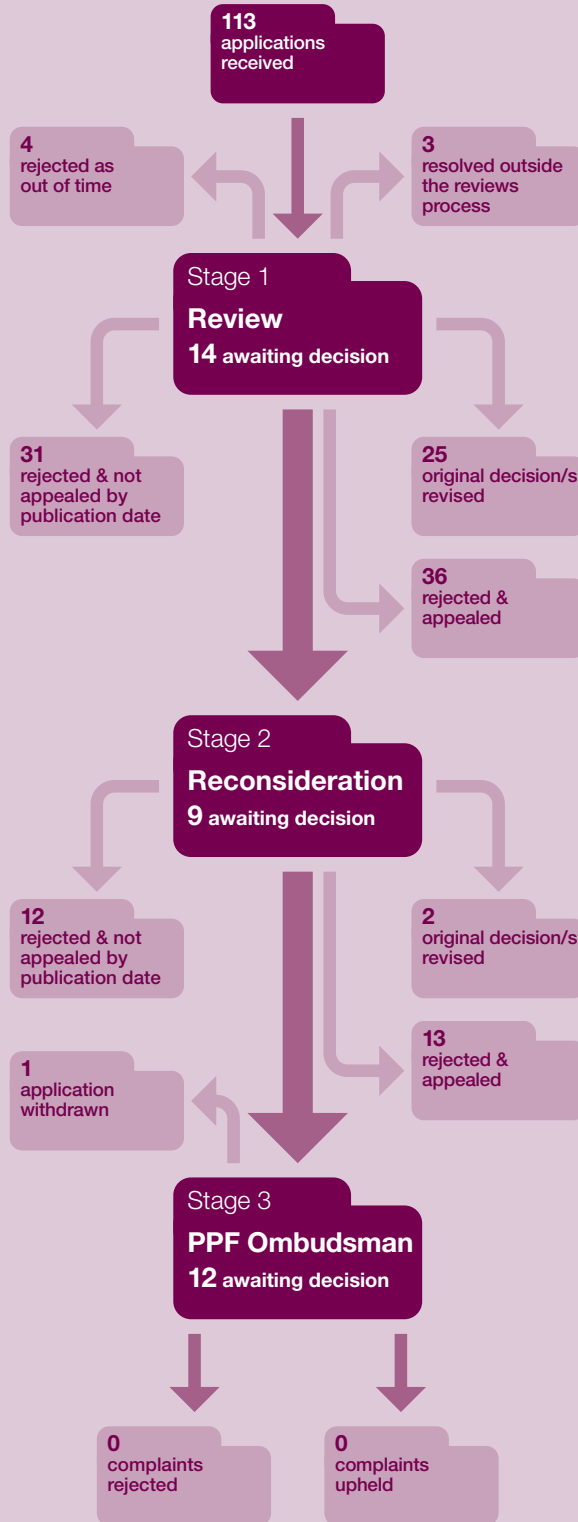 113
applications
received
4
rejected as
out of time
3
resolved outside
the reviews
process
Stage 1
Review
14 awaiting decision
31
rejected & not
appealed by
publication date
25
original decision/s
revised
36
rejected &
appealed
Stage 2
Reconsideration
9 awaiting decision
12
rejected & not
appealed by
publication date
2
original decision/s
revised
13
rejected &
appealed
1
application
withdrawn
Stage 3
PPF Ombudsman
12 awaiting decision
0
complaints
rejected
0
complaints
upheld